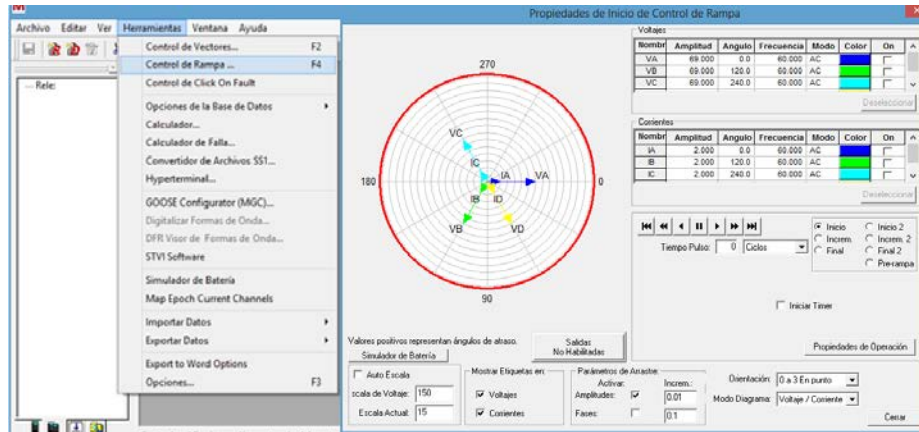 M
Propiedades de Inicio de Control de Rampa
Archivo Editar Ver Herramientas Ventana Ayuda
Control de Vectores... F2
Control de Rampa ... F4
Control de Click On Fault
Opciones de la Base de Datos
Calculador...
Calculador de Falla...
Convertidor de Archivos SS1...
Hyperterminal...
GOOSE Configurator (MGC)...
Digitalizar Formas de Onda...
DFR Visor de Formas de Onda...
STVI Software
Simulador de Batería
Map Epoch Current Channels
Importar Datos
Exportar Datos
Export to Word Options
Opciones... F3
Rele:
270
180
0
90
VC
IC
IA VA
IB ID
VB VD
Voltajes
Nombr Amplitud Angulo Frecuencia Modo Color On
VA 69.000 0.0 60.000 AC
VB 69.000 120.0 60.000 AC
VC 69.000 240.0 60.000 AC
Deseleccionar
Corrientes
Nombr Amplitud Angulo Frecuencia Modo Color On
IA 2.000 0.0 60.000 AC
IB 2.000 120.0 60.000 AC
IC 2.000 240.0 60.000 AC
Deseleccionar
Tiempo Pulso: 0 Ciclos
Inicio Inicio 2
Increm. Increm. 2
Final Final 2
Pre-rampa
Iniciar Timer
Propiedades de Operación
Valores positivos representan ángulos de atraso.
Simulador de Batería
Salidas
No Habilitadas
Auto Escala
scala de Voltaje: 150
Escala Actual: 15
Mostrar Etiquetas en:
Voltajes
Corrientes
Parámetros de Arrastre:
Activar: Increm.:
Amplitudes: 0.01
Fases: 0.1
Orientación: 0 a 3 En punto
Modo Diagrama: Voltaje / Corriente
Cerrar